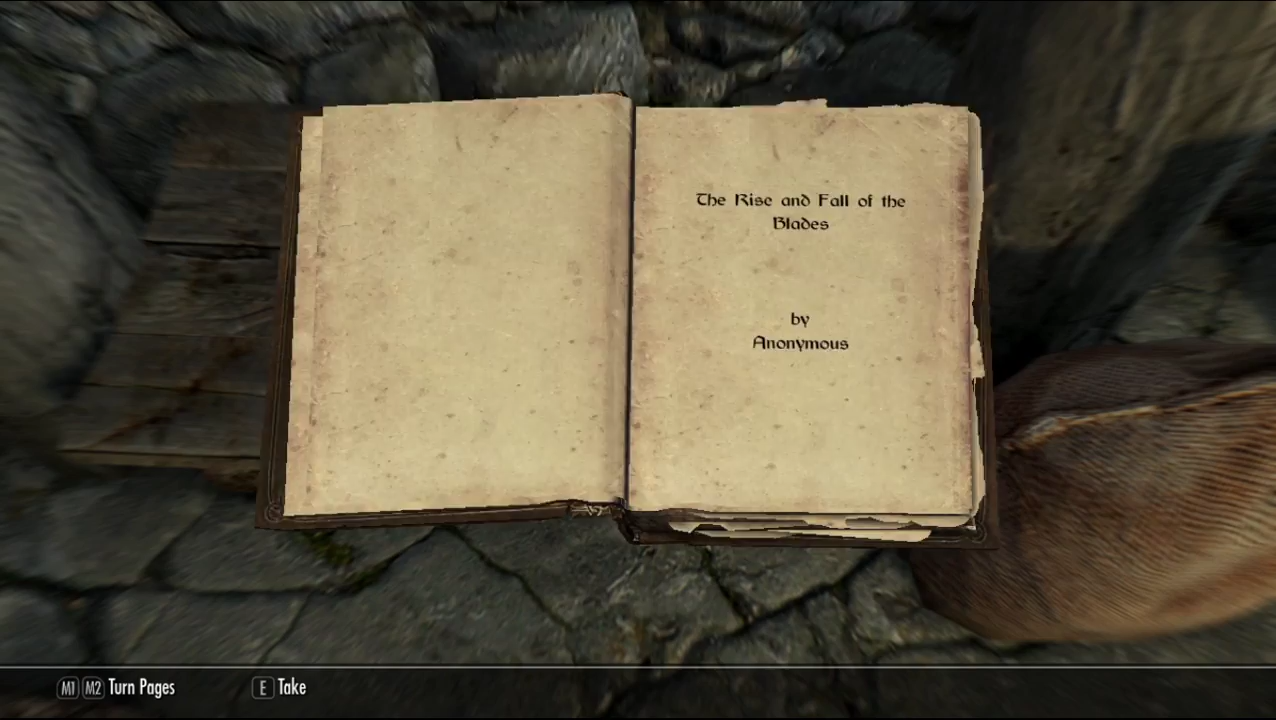 The Rise and Fall of the
Blades
by
Anonymous
M1 M2 Turn Pages
E Take